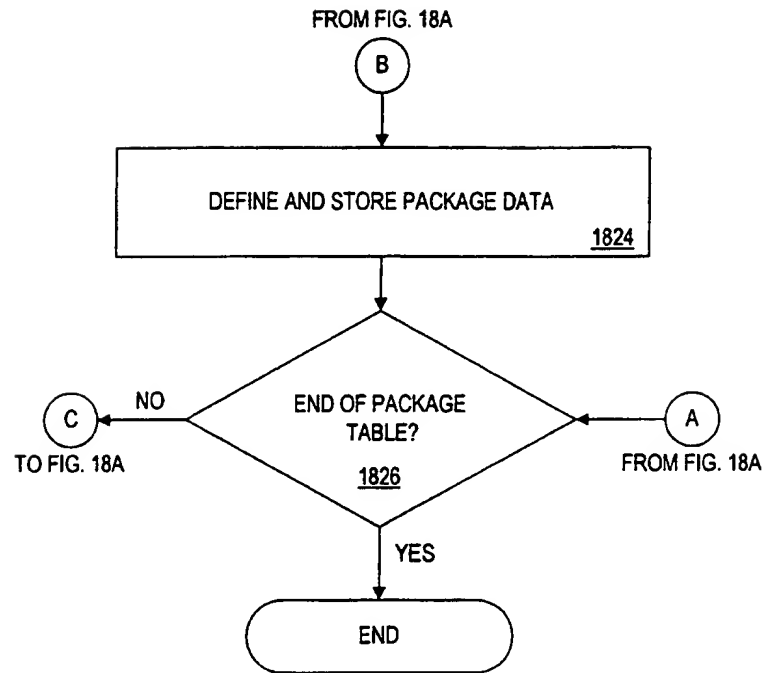 FROM FIG. 18A
B
DEFINE AND STORE PACKAGE DATA
1824
NO
C
TO FIG. 18A
END OF PACKAGE
TABLE?
1826
A
FROM FIG. 18A
YES
END